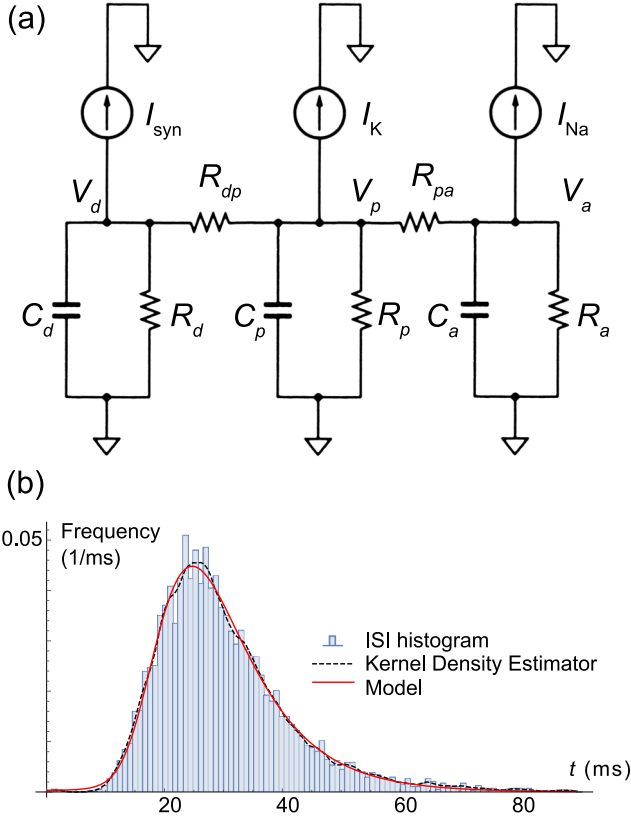 (a)
I_syn I_K I_Na
V_d R_dp V_p R_pa V_a
C_d R_d C_p R_p C_a R_a
(b)
0.05 Frequency
(1/ms)
ISI histogram
Kernel Density Estimator
Model
t (ms)
20 40 60 80